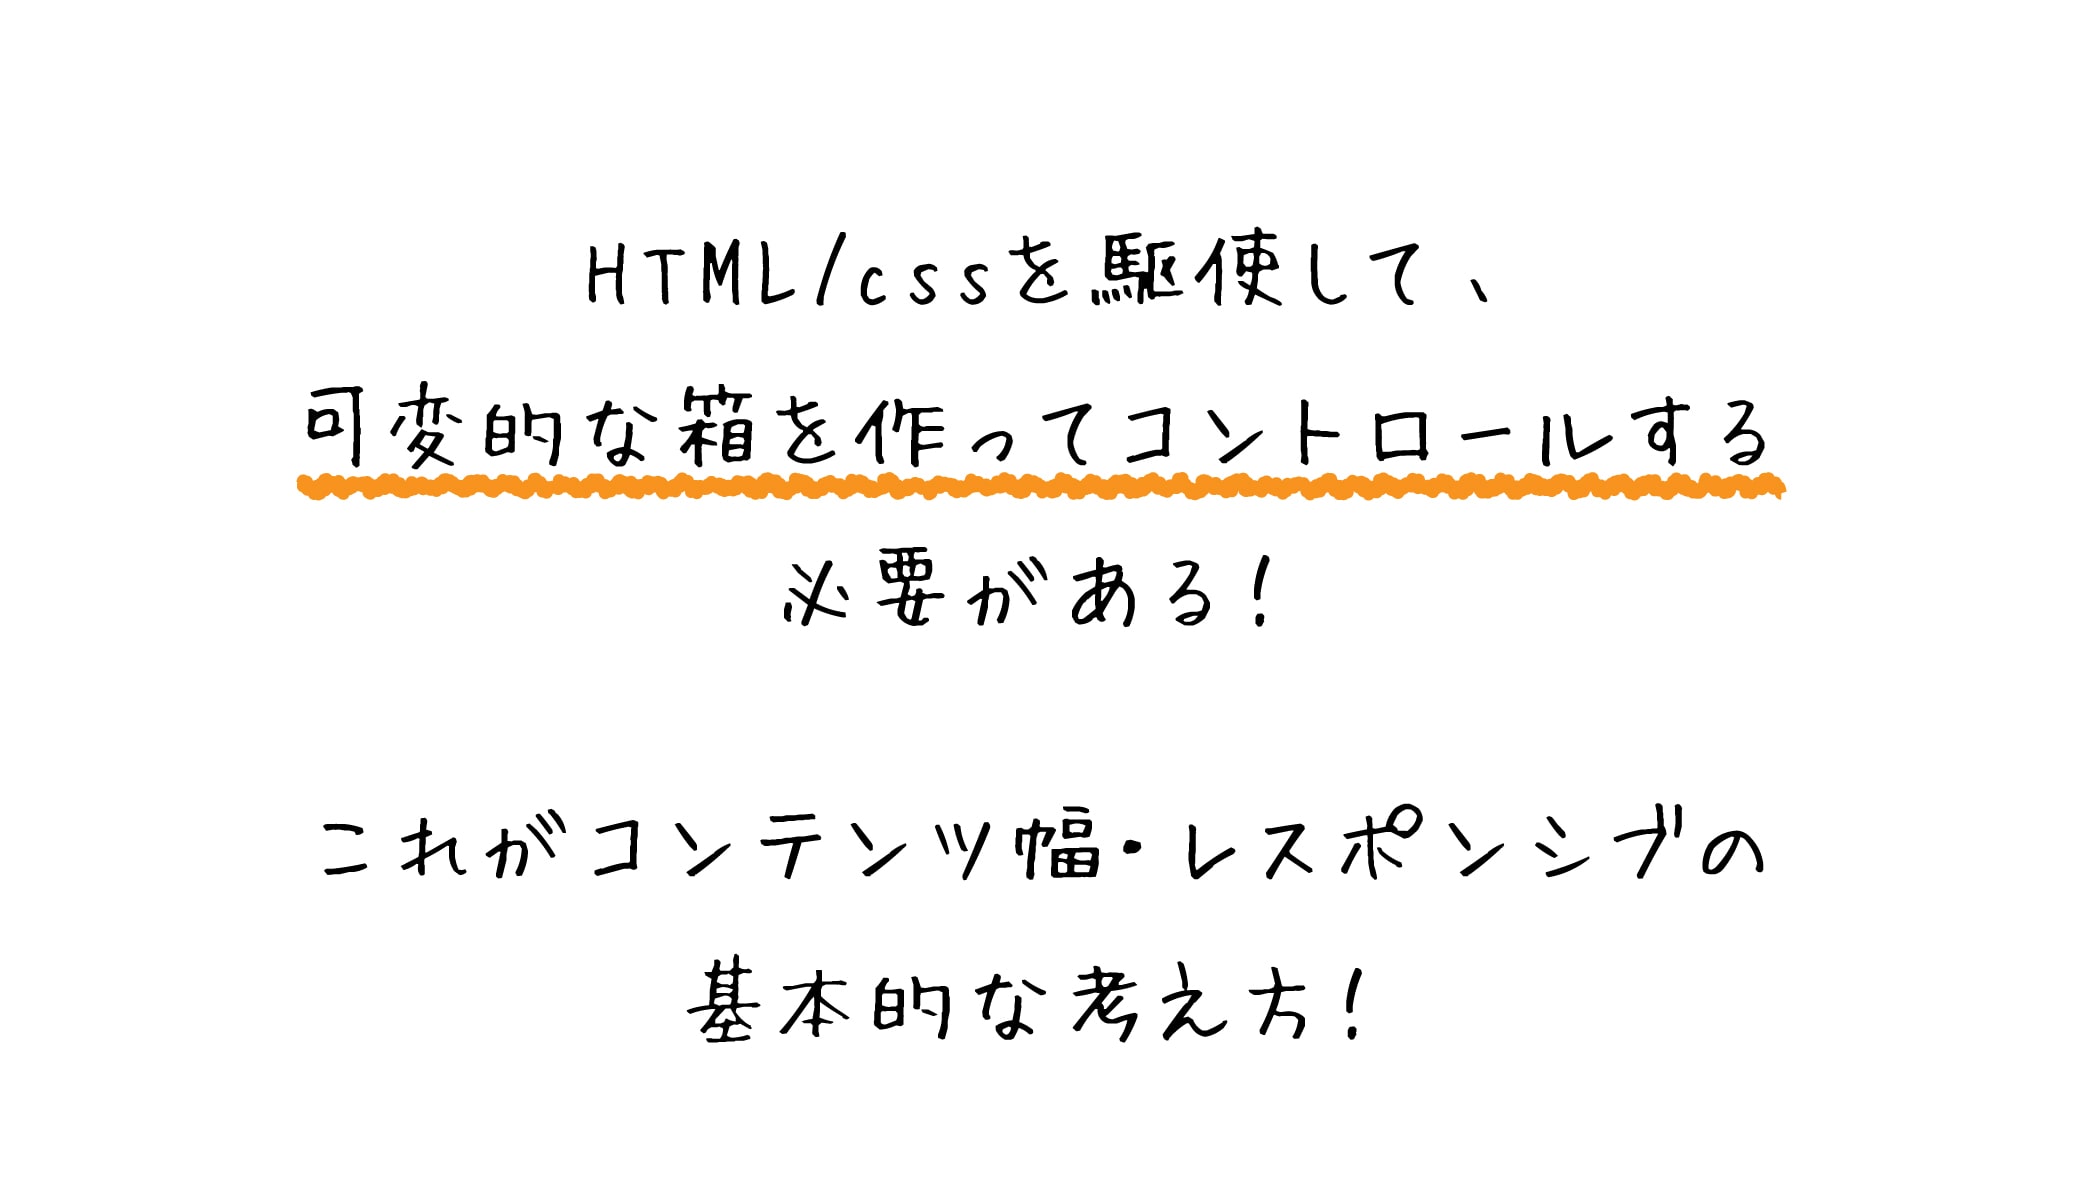 HTML/cssを駆使して、
可変的な箱を作ってコントロールする
必要がある！
これがコンテンツ幅・レスポンシブの
基本的な考え方！